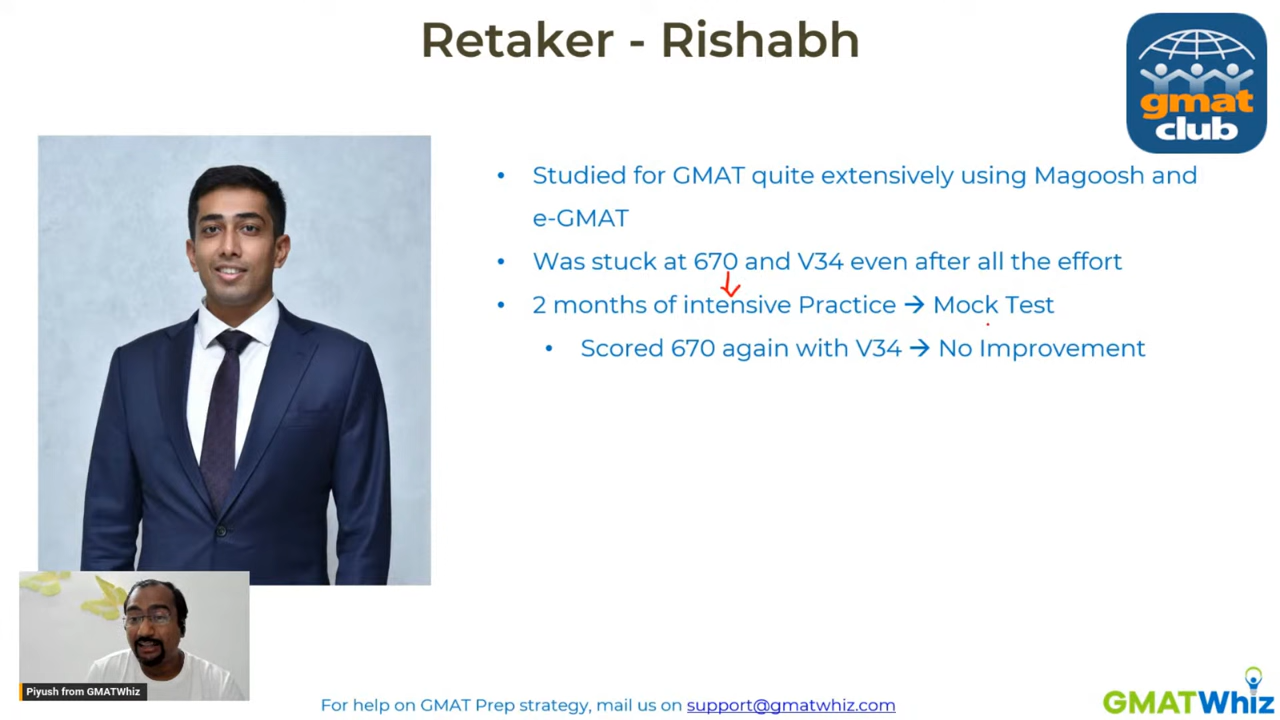 Retaker - Rishabh
gmat
club
• Studied for GMAT quite extensively using Magoosh and
e-GMAT
• Was stuck at 670 and V34 even after all the effort
• 2 months of intensive Practice → Mock Test
• Scored 670 again with V34 → No Improvement
Piyush from GMATWhiz
For help on GMAT Prep strategy, mail us on support@gmatwhiz.com
GMATWhiz